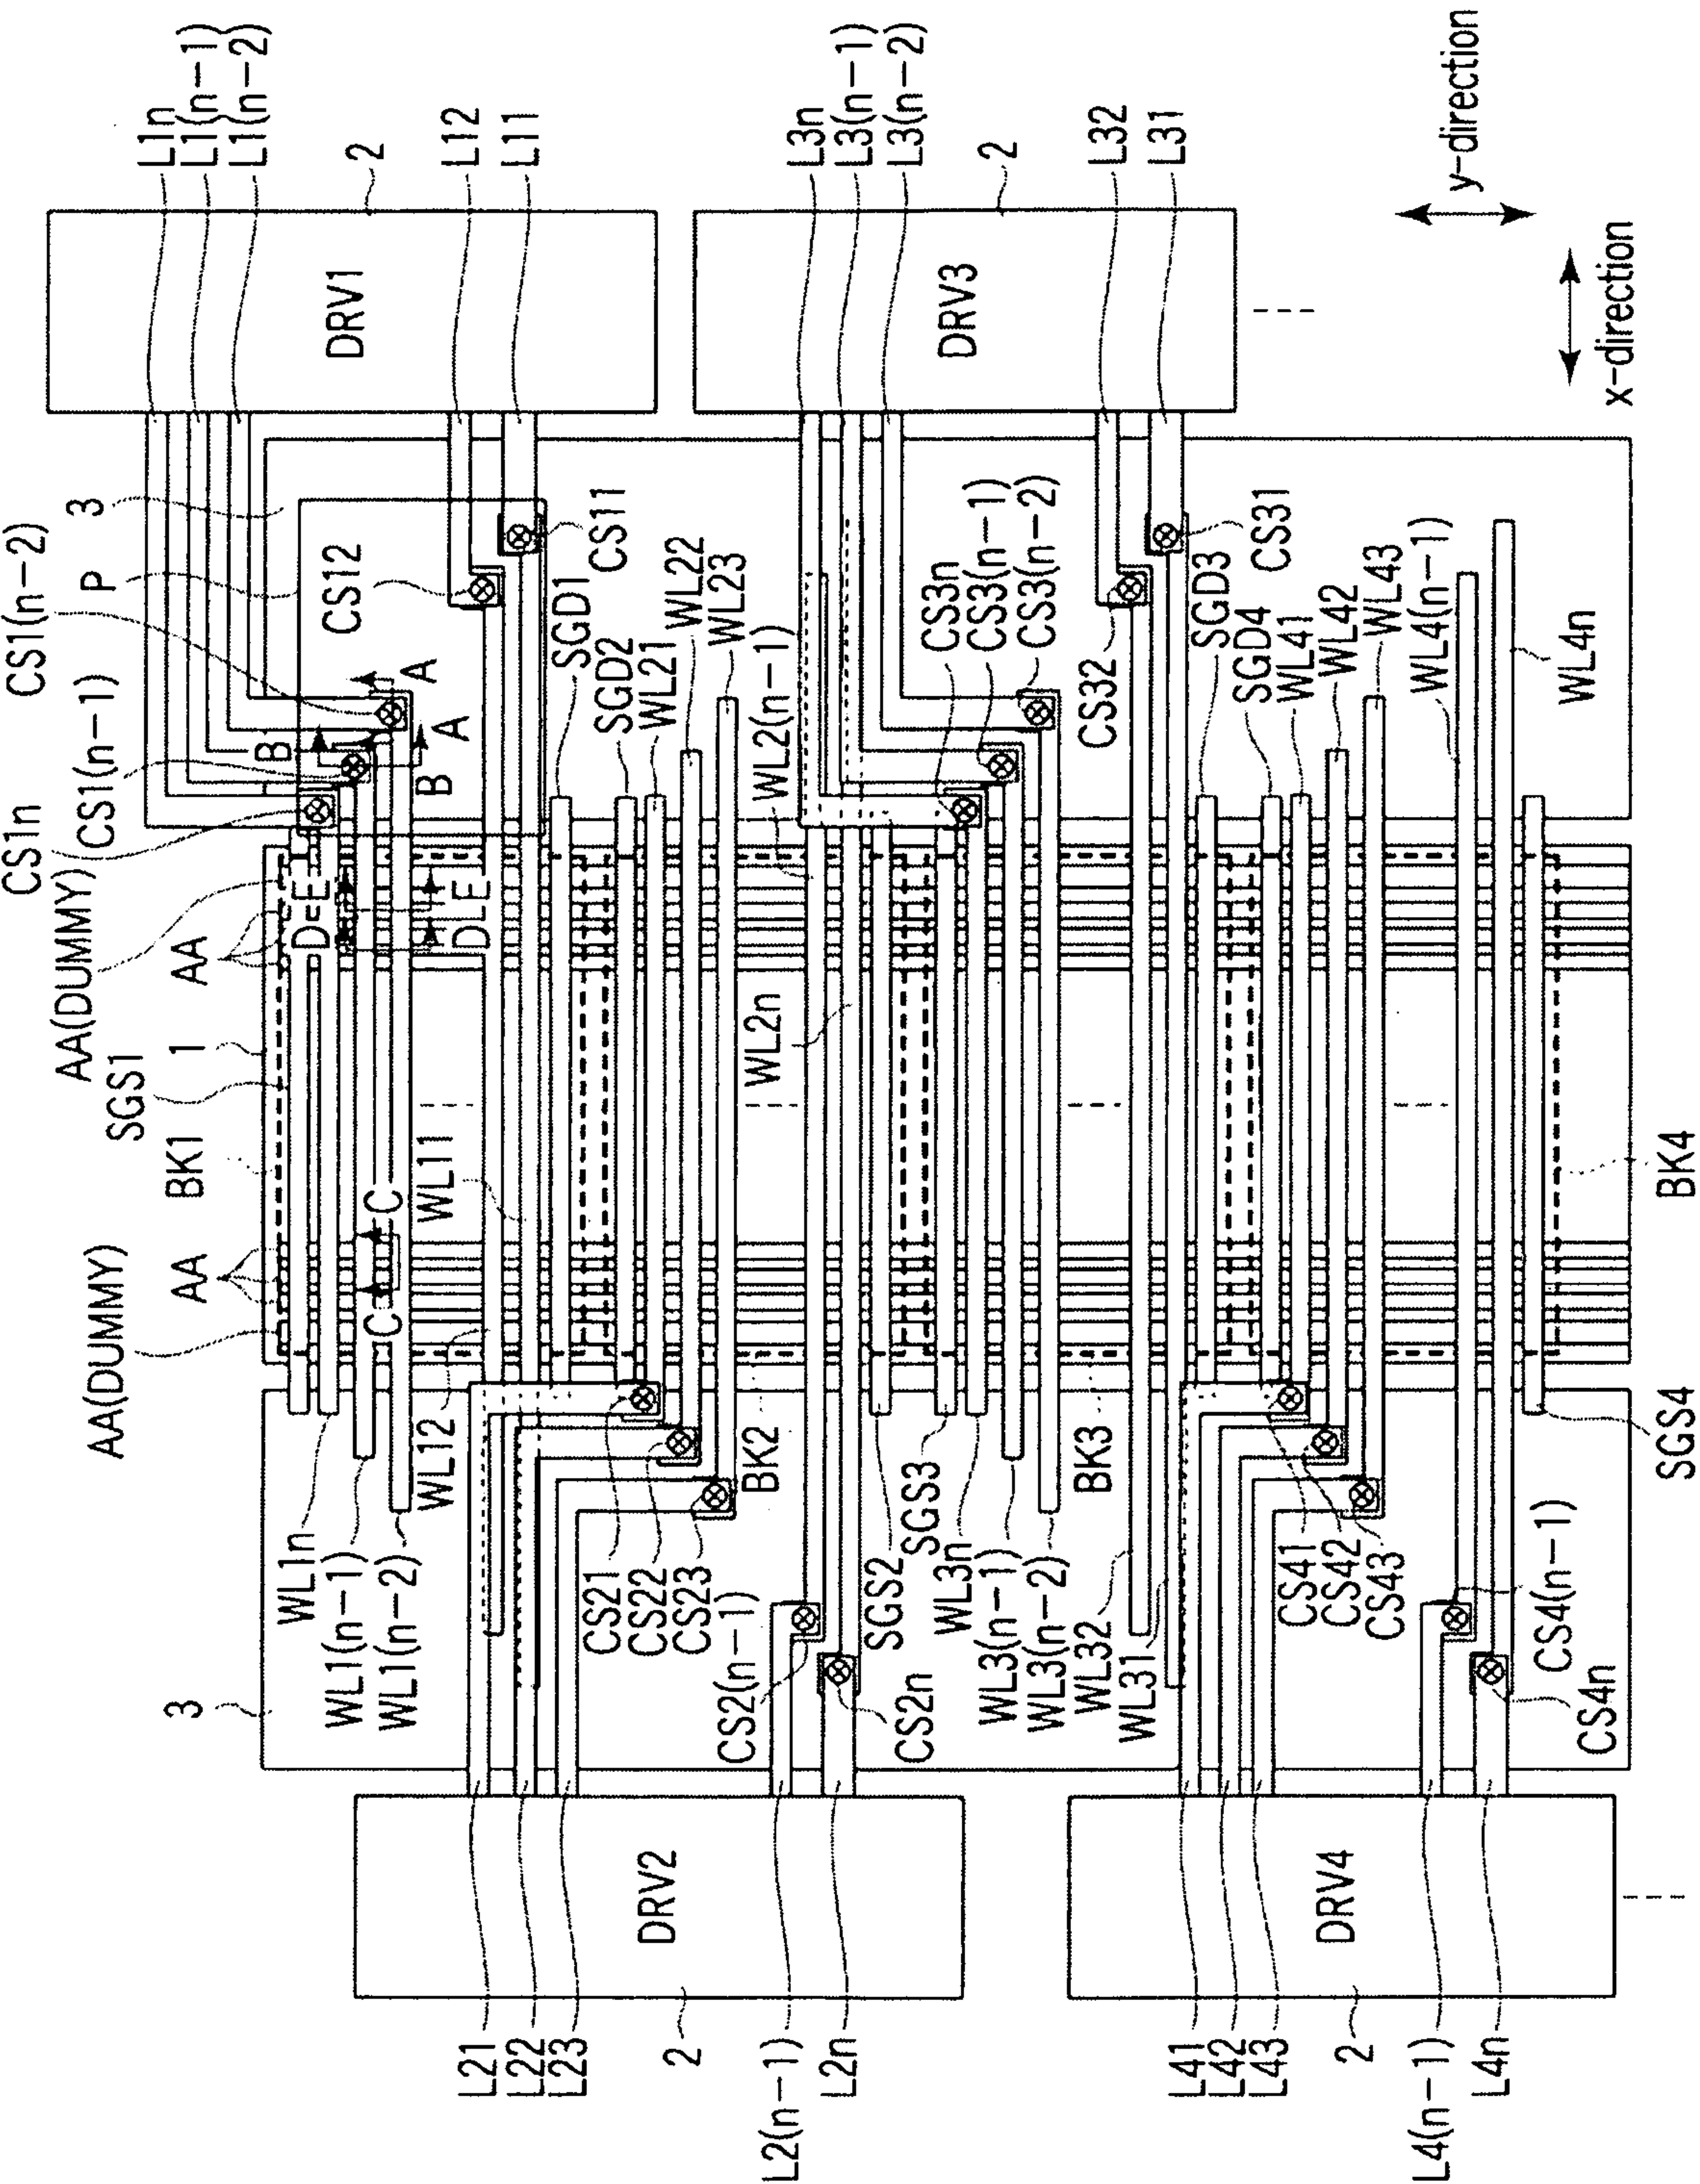 L1n
L1(n-1)
L1(n-2)
2
L12
L11
L3n
L3(n-1)
L3(n-2)
2
L32
L31
y-direction
x-direction
DRV1
DRV3
CS1(n-2)
P
3
CS12
CS11
SGD1
SGD2
WL21
WL22
WL23
WL2(n-1)
CS3n
CS3(n-1)
CS3(n-2)
CS32
CS31
SGD3
SGD4
WL41
WL42
WL43
WL4(n-1)
WL4n
CS1n
CS1(n-1)
A
A
B
B
AA(DUMMY)
AA
D
E
D
E
1
SGS1
BK1
WL11
WL2n
C
C
AA
AA(DUMMY)
WL12
BK2
BK3
BK4
SGS4
WL1n
WL1(n-1)
WL1(n-2)
CS21
CS22
CS23
CS2(n-1)
CS2n
SGS2
SGS3
WL3n
WL3(n-1)
WL3(n-2)
WL32
WL31
CS41
CS42
CS43
CS4(n-1)
CS4n
3
DRV2
DRV4
L21
L22
L23
2
L2(n-1)
L2n
L41
L42
L43
2
L4(n-1)
L4n